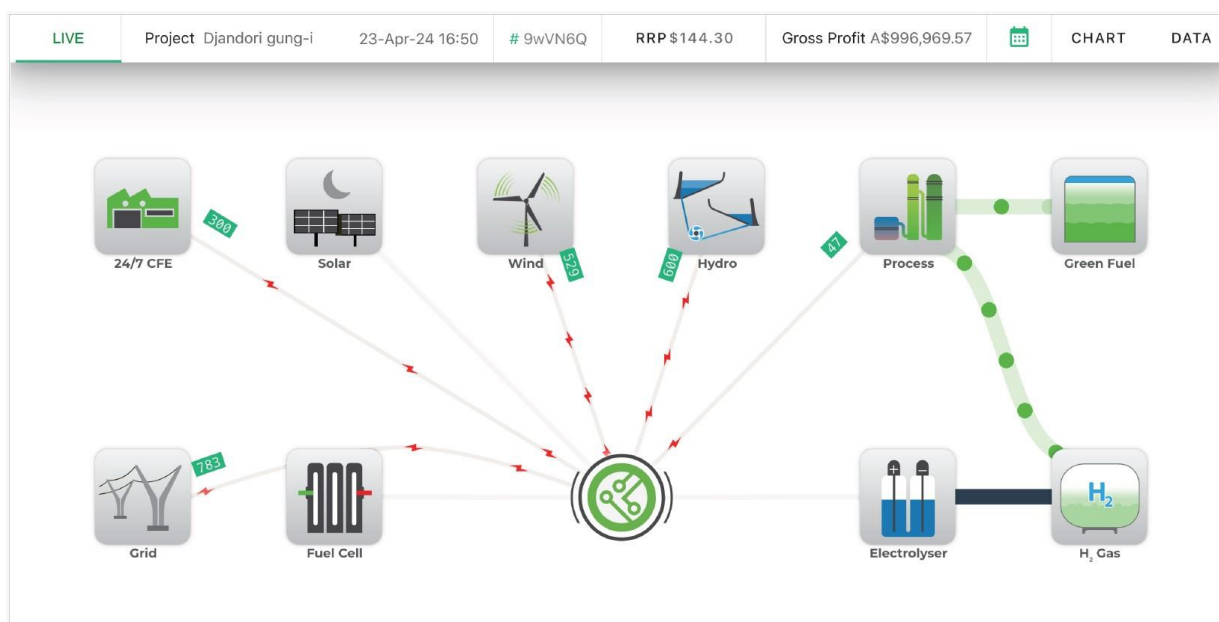 LIVE
Project Djandori gung-i
23-Apr-24 16:50
# 9wVN6Q
RRP $144.30
Gross Profit A$996,969.57
CHART
DATA
300
529
600
47
24/7 CFE
Solar
Wind
Hydro
Process
Green Fuel
783
+ −
H₂
Grid
Fuel Cell
Electrolyser
H₂ Gas